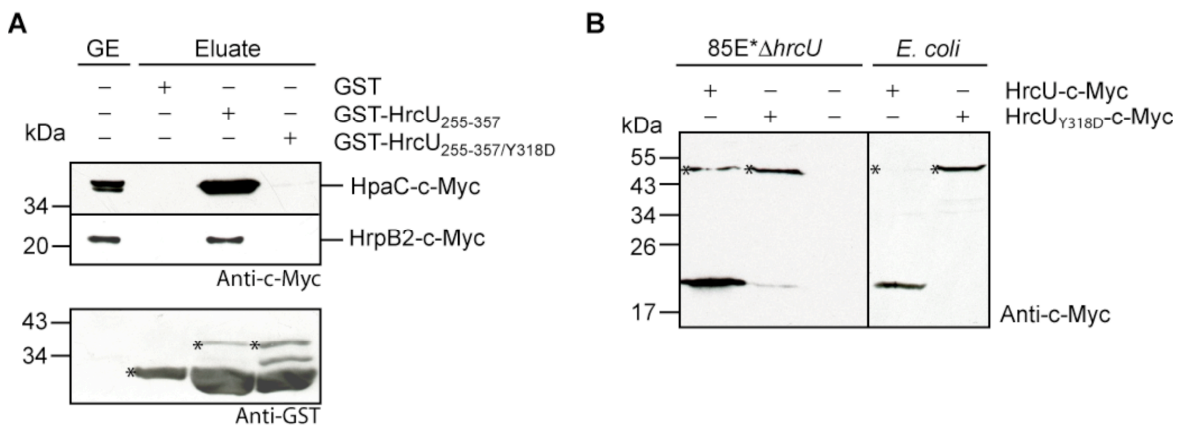 A
GE Eluate
– + – – GST
– – + – GST-HrcU255-357
– – – + GST-HrcU255-357/Y318D
kDa
HpaC-c-Myc
34
20 HrpB2-c-Myc
Anti-c-Myc
43
34
*
* *
Anti-GST
B
85E*ΔhrcU E. coli
+ – – + – HrcU-c-Myc
– + – – + HrcUY318D-c-Myc
kDa
55
* * * *
43
34
26
17
Anti-c-Myc